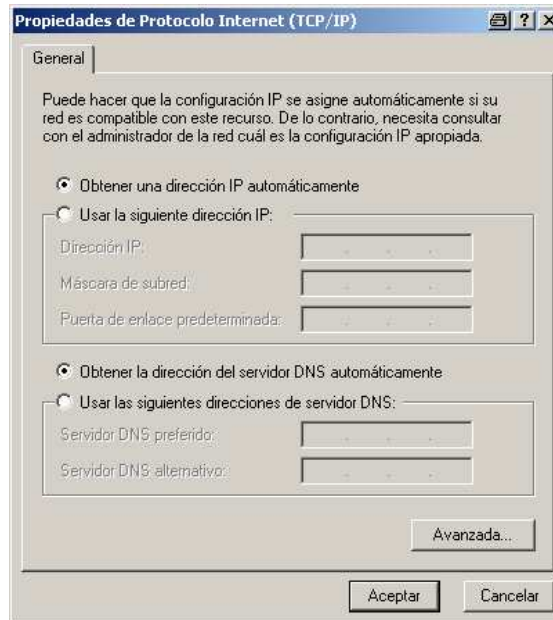 Propiedades de Protocolo Internet (TCP/IP)
General
Puede hacer que la configuración IP se asigne automáticamente si su
red es compatible con este recurso. De lo contrario, necesita consultar
con el administrador de la red cuál es la configuración IP apropiada.
Obtener una dirección IP automáticamente
Usar la siguiente dirección IP:
Dirección IP:
Máscara de subred:
Puerta de enlace predeterminada:
Obtener la dirección del servidor DNS automáticamente
Usar las siguientes direcciones de servidor DNS:
Servidor DNS preferido:
Servidor DNS alternativo:
Avanzada...
Aceptar Cancelar